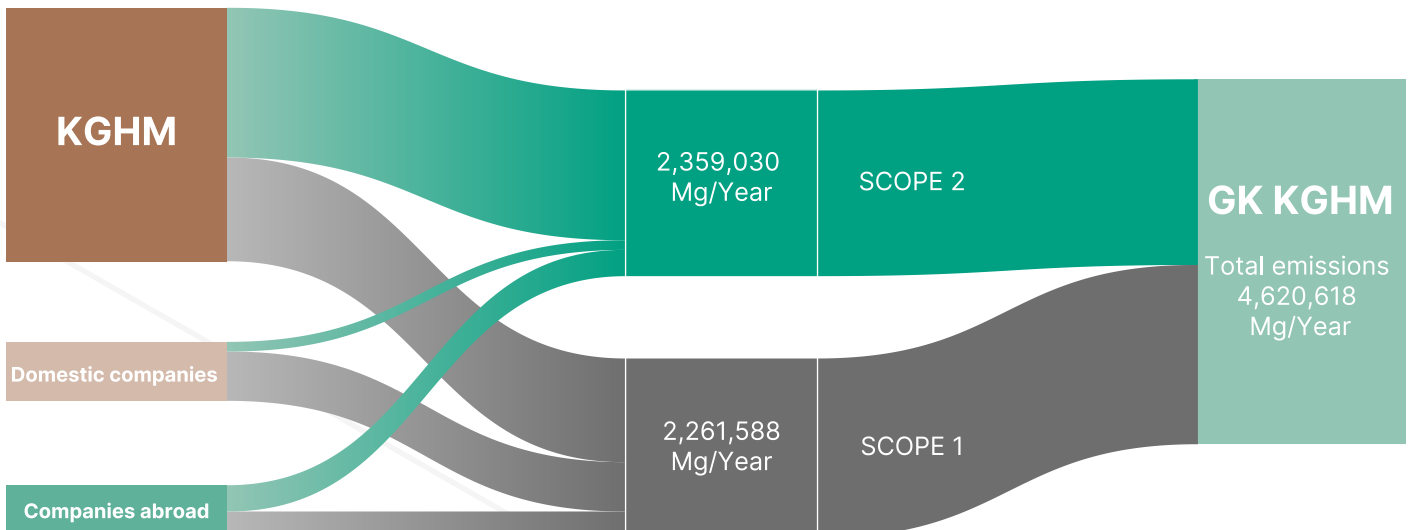 KGHM
Domestic companies
Companies abroad
2,359,030
Mg/Year
SCOPE 2
2,261,588
Mg/Year
SCOPE 1
GK KGHM
Total emissions
4,620,618
Mg/Year